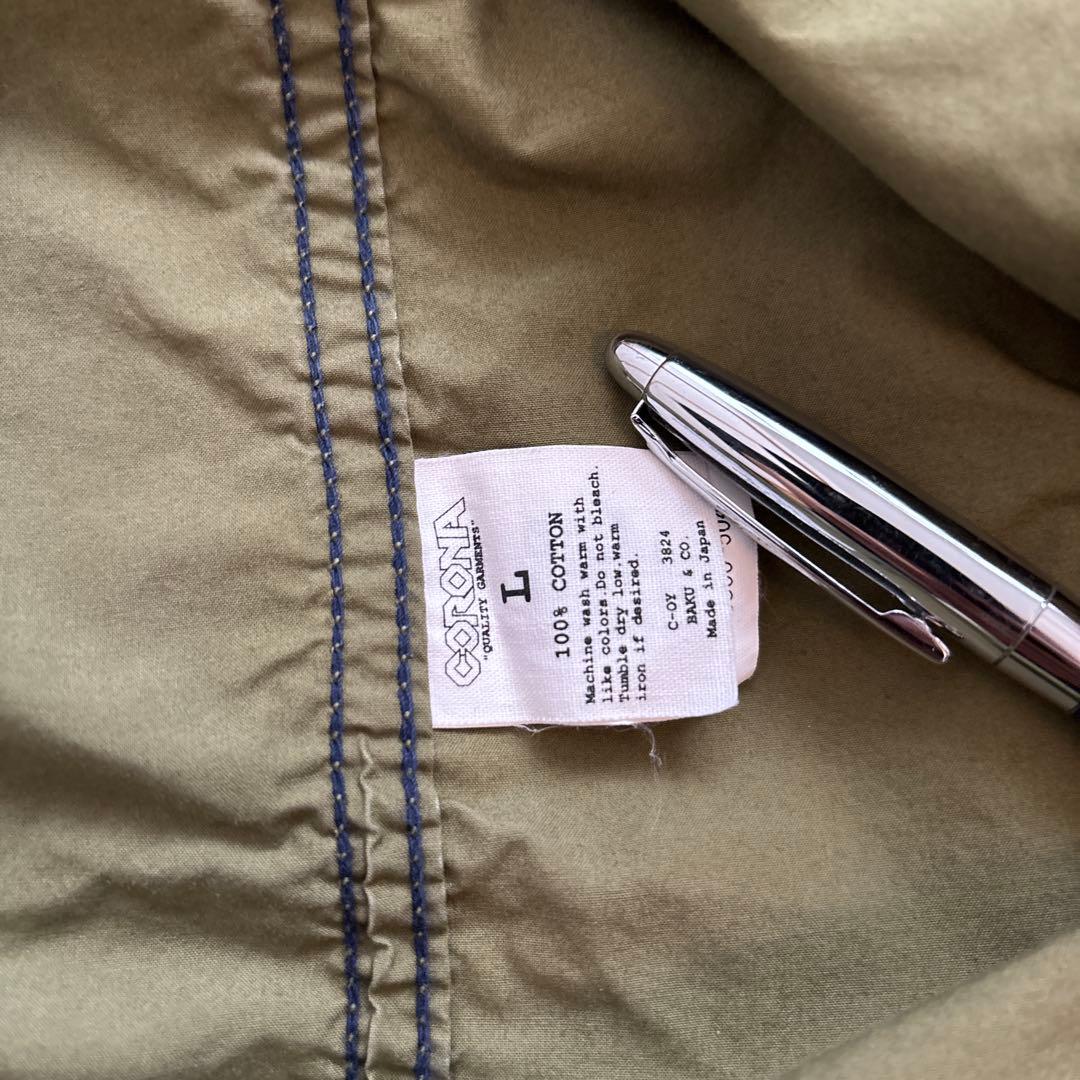 CORONA
"QUALITY GARMENTS"
L
100% COTTON
Machine wash warm with
like colors.Do not bleach.
Tumble dry low.warm
iron if desired.
C-OY 3824
BAKU & CO.
Made in Japan